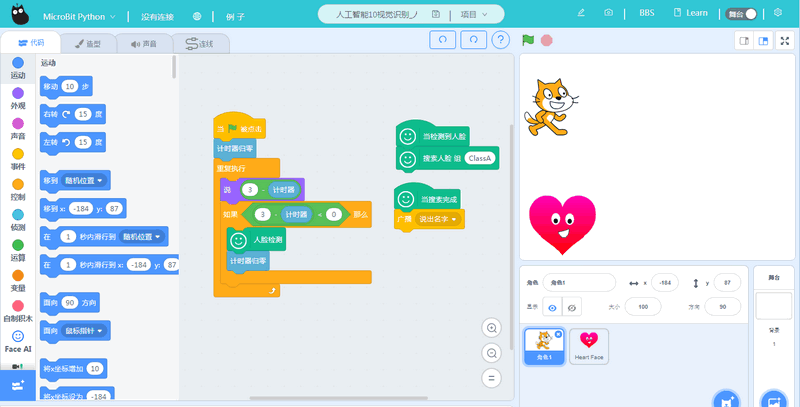 MicroBit Python
没有连接
例 子
人工智能10视觉识别_人
项目
BBS
Learn
舞台
代码
造型
声音
连线
运动
外观
声音
事件
控制
侦测
运算
变量
自制积木
Face AI
运动
移动 10 步
右转 15 度
左转 15 度
移到 随机位置
移到 x: -184 y: 87
在 1 秒内滑行到 随机位置
在 1 秒内滑行到 x: -184 y: 87
面向 90 方向
面向 鼠标指针
将x坐标增加 10
将x坐标设为 -184
当 被点击
计时器归零
重复执行
说 3 - 计时器
如果 3 - 计时器 < 0 那么
人脸检测
计时器归零
当检测到人脸
搜索人脸 组 ClassA
当搜索完成
广播 说出名字
角色 角色1 x -184 y 87
显示 大小 100 方向 90
角色1
Heart Face
舞台
背景
1